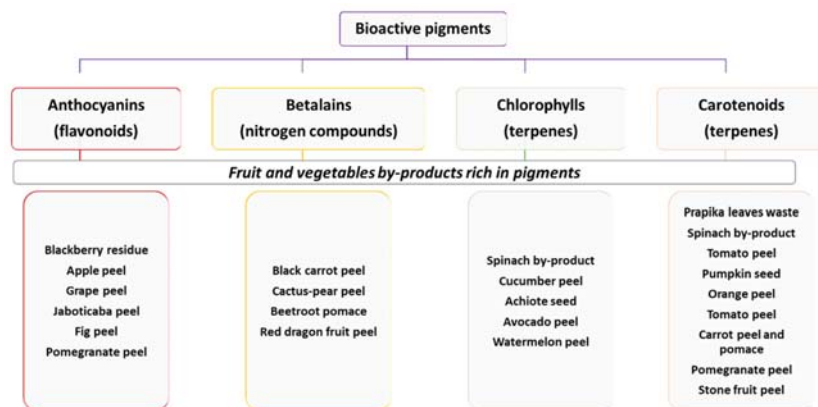 Bioactive pigments
Anthocyanins
(flavonoids)
Betalains
(nitrogen compounds)
Chlorophylls
(terpenes)
Carotenoids
(terpenes)
Fruit and vegetables by-products rich in pigments
Blackberry residue
Apple peel
Grape peel
Jaboticaba peel
Fig peel
Pomegranate peel
Black carrot peel
Cactus-pear peel
Beetroot pomace
Red dragon fruit peel
Spinach by-product
Cucumber peel
Achiote seed
Avocado peel
Watermelon peel
Prapika leaves waste
Spinach by-product
Tomato peel
Pumpkin seed
Orange peel
Tomato peel
Carrot peel and
pomace
Pomegranate peel
Stone fruit peel